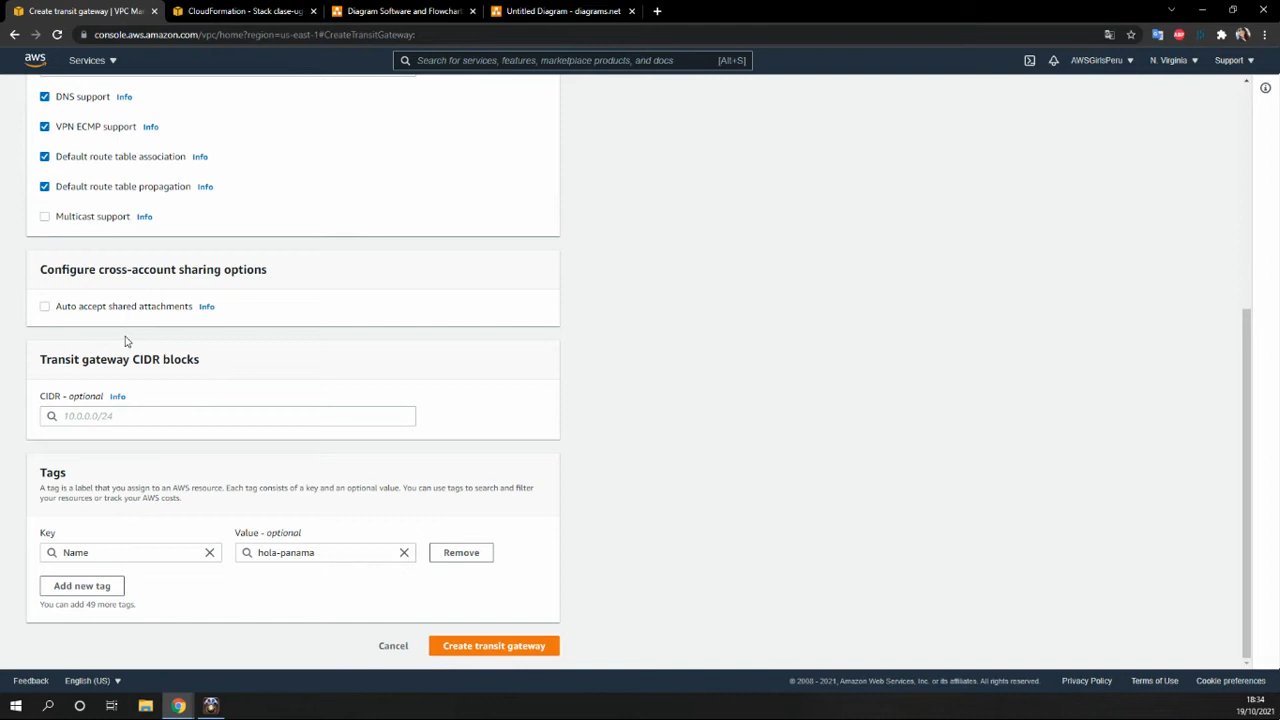 Create transit gateway | VPC Mar
CloudFormation - Stack clase-ug
Diagram Software and Flowchart
Untitled Diagram - diagrams.net
console.aws.amazon.com/vpc/home?region=us-east-1#CreateTransitGateway:
aws
Services
Search for services, features, marketplace products, and docs
[Alt+S]
AWSGirlsPeru
N. Virginia
Support
DNS support Info
VPN ECMP support Info
Default route table association Info
Default route table propagation Info
Multicast support Info
Configure cross-account sharing options
Auto accept shared attachments Info
Transit gateway CIDR blocks
CIDR - optional Info
10.0.0.0/24
Tags
A tag is a label that you assign to an AWS resource. Each tag consists of a key and an optional value. You can use tags to search and filter
your resources or track your AWS costs.
Key
Value - optional
Name
hola-panama
Remove
Add new tag
You can add 49 more tags.
Cancel
Create transit gateway
Feedback
English (US)
© 2008 - 2021, Amazon Web Services, Inc. or its affiliates. All rights reserved.
Privacy Policy
Terms of Use
Cookie preferences
18:34
19/10/2021